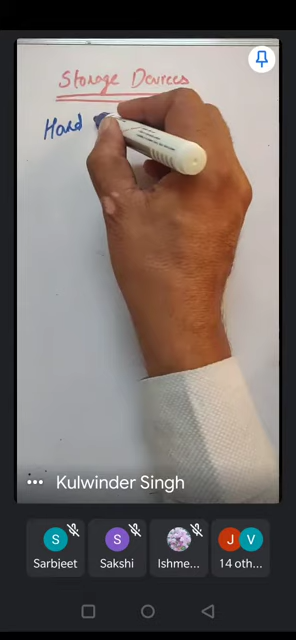 Storage Devices
Hard
Kulwinder Singh
S
S
J
V
Sarbjeet
Sakshi
Ishme...
14 oth...